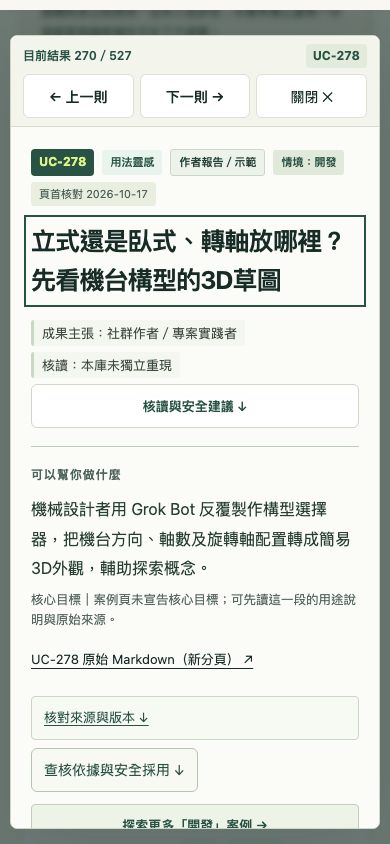 目前結果 270 / 527
UC-278
← 上一則
下一則 →
關閉 ✕
UC-278
用法靈感
作者報告 / 示範
情境：開發
頁首核對 2026-10-17
立式還是臥式、轉軸放哪裡？
先看機台構型的3D草圖
成果主張：社群作者 / 專案實踐者
核讀：本庫未獨立重現
核讀與安全建議 ↓
可以幫你做什麼
機械設計者用 Grok Bot 反覆製作構型選擇
器，把機台方向、軸數及旋轉軸配置轉成簡易
3D外觀，輔助探索概念。
核心目標｜案例頁未宣告核心目標；可先讀這一段的用途說
明與原始來源。
UC-278 原始 Markdown（新分頁） ↗
核對來源與版本 ↓
查核依據與安全採用 ↓
探索更多「開發」案例 →